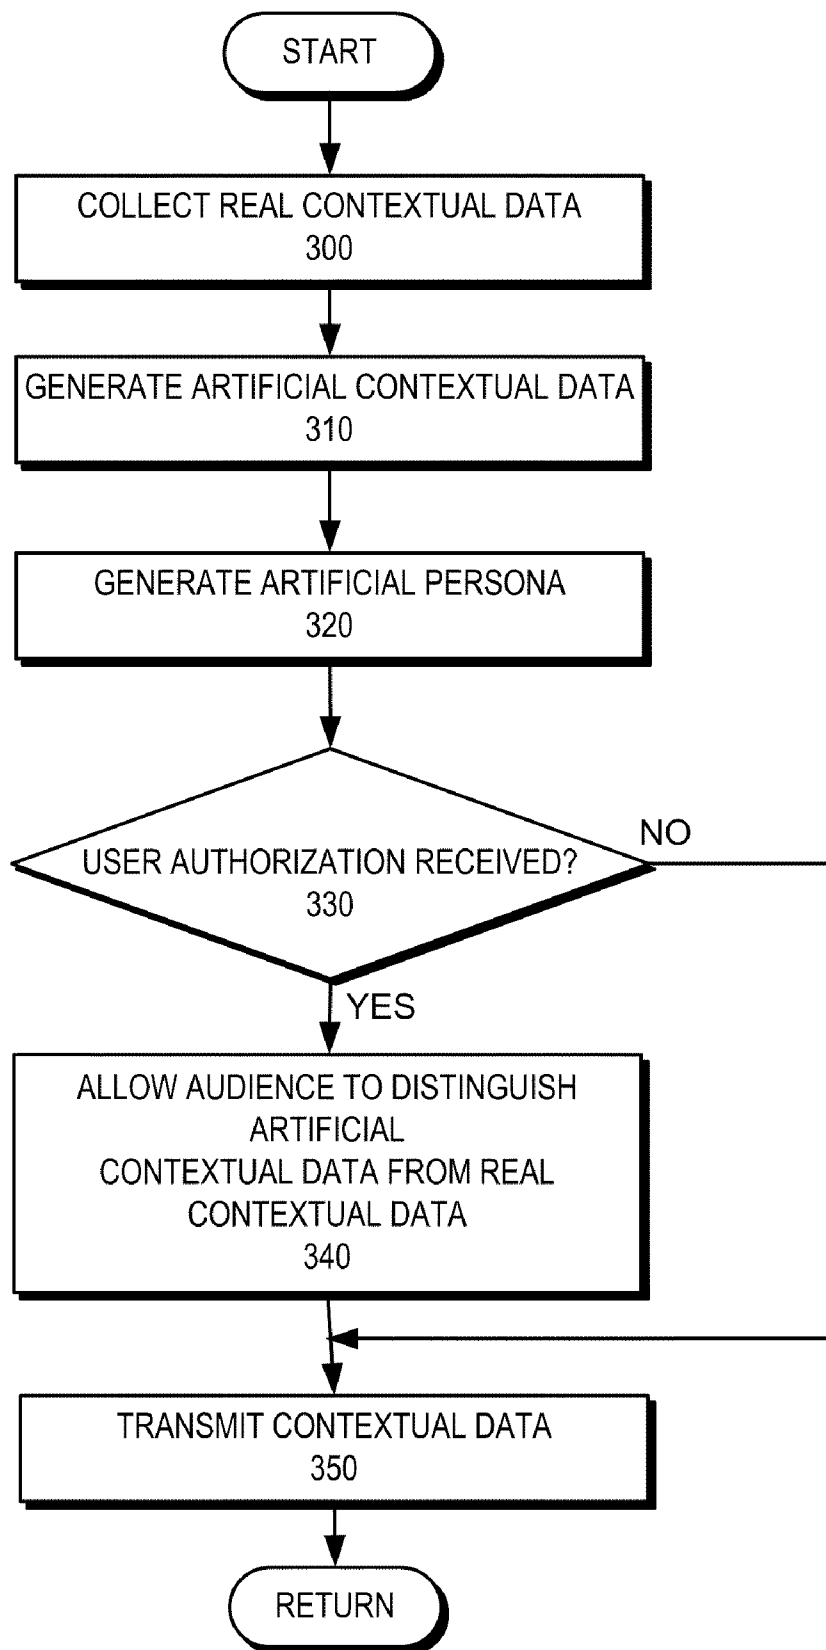 START
COLLECT REAL CONTEXTUAL DATA
300
GENERATE ARTIFICIAL CONTEXTUAL DATA
310
GENERATE ARTIFICIAL PERSONA
320
USER AUTHORIZATION RECEIVED?
330
NO
YES
ALLOW AUDIENCE TO DISTINGUISH
ARTIFICIAL
CONTEXTUAL DATA FROM REAL
CONTEXTUAL DATA
340
TRANSMIT CONTEXTUAL DATA
350
RETURN